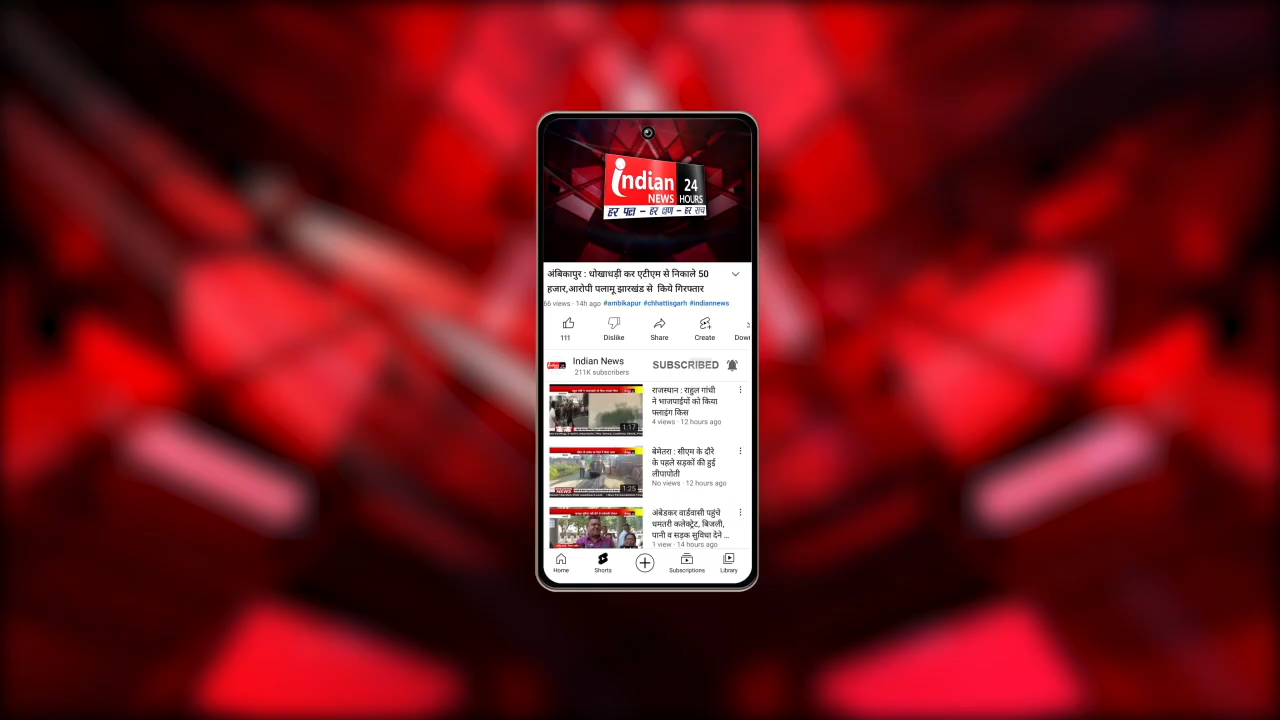 indian
NEWS
24
HOURS
हर पल – हर क्षण – हर सच
अंबिकापुर : धोखाधड़ी कर एटीएम से निकाले 50
हजार,आरोपी पलामू झारखंड से किये गिरफ्तार
66 views · 14h ago #ambikapur #chhattisgarh #indiannews
111 Dislike Share Create Down
Indian News
211K subscribers
SUBSCRIBED
राजस्थान : राहुल गांधी
ने भाजपाईयों को किया
फ्लाइंग किस
4 views · 12 hours ago
1:17
बेमेतरा : सीएम के दौरे
के पहले सड़कों की हुई
लीपापोती
No views · 12 hours ago
1:25
NEWS
अंबेडकर वार्डवासी पहुंचे
धमतरी कलेक्ट्रेट, बिजली,
पानी व सड़क सुविधा देने ...
1 view · 14 hours ago
Home Shorts Subscriptions Library